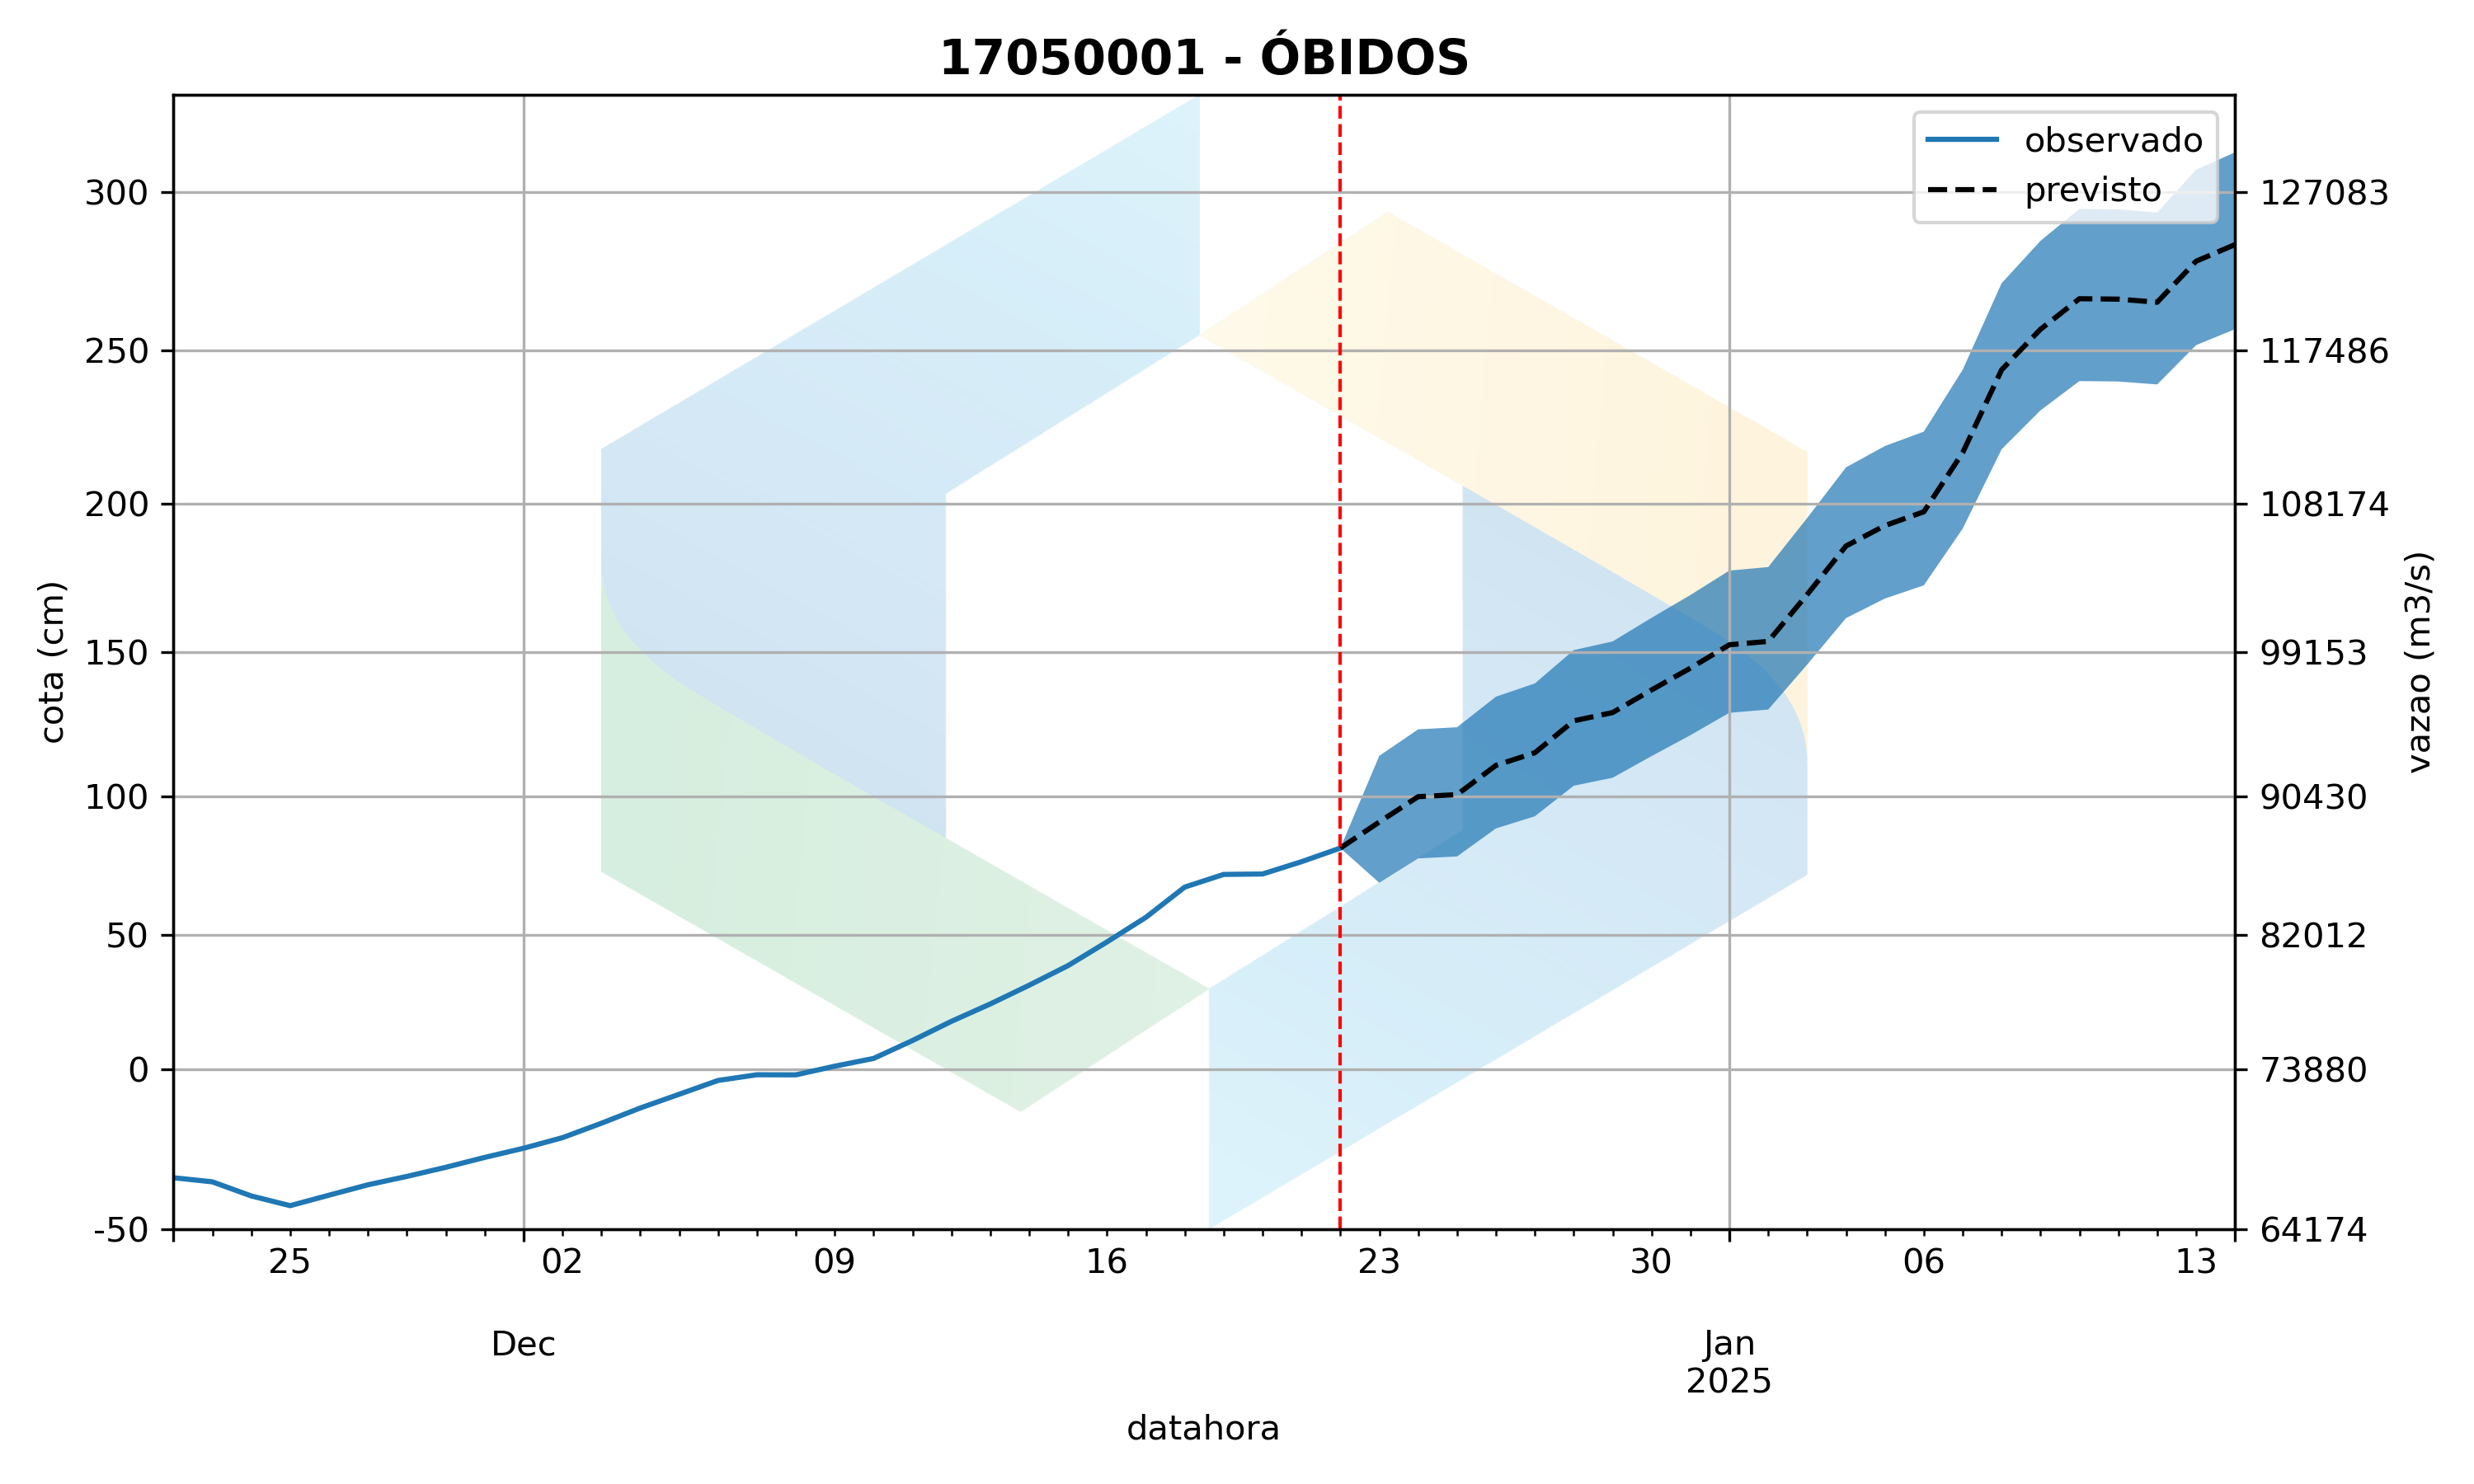 17050001 - ÓBIDOS
observado
previsto
300
250
200
150
100
50
0
-50
cota (cm)
127083
117486
108174
99153
90430
82012
73880
64174
vazao (m3/s)
25 02 09 16 23 30 06 13
Dec Jan
2025
datahora